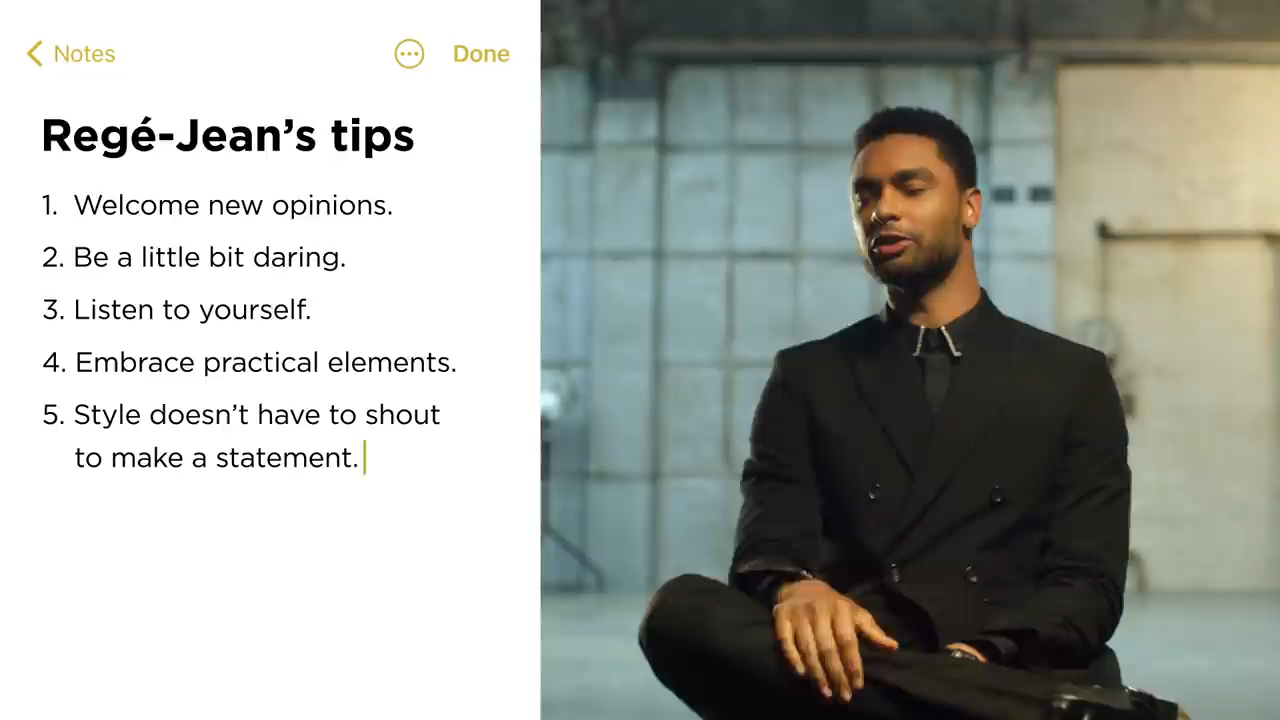 Notes
Done
Regé-Jean’s tips
1. Welcome new opinions.
2. Be a little bit daring.
3. Listen to yourself.
4. Embrace practical elements.
5. Style doesn’t have to shout
to make a statement.